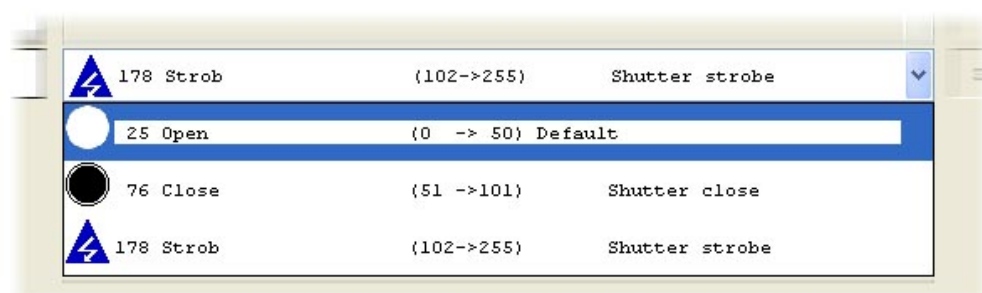 178 Strob (102->255) Shutter strobe
25 Open (0 -> 50) Default
76 Close (51 ->101) Shutter close
178 Strob (102->255) Shutter strobe